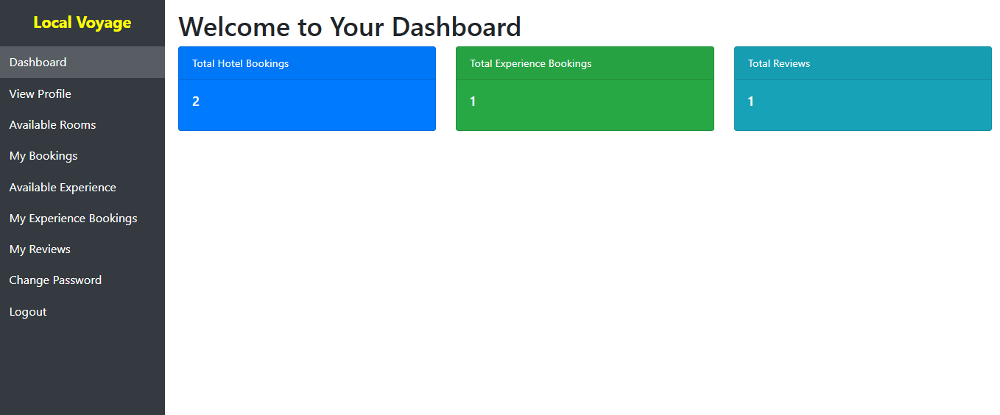 Local Voyage
Dashboard
View Profile
Available Rooms
My Bookings
Available Experience
My Experience Bookings
My Reviews
Change Password
Logout
Welcome to Your Dashboard
Total Hotel Bookings
2
Total Experience Bookings
1
Total Reviews
1